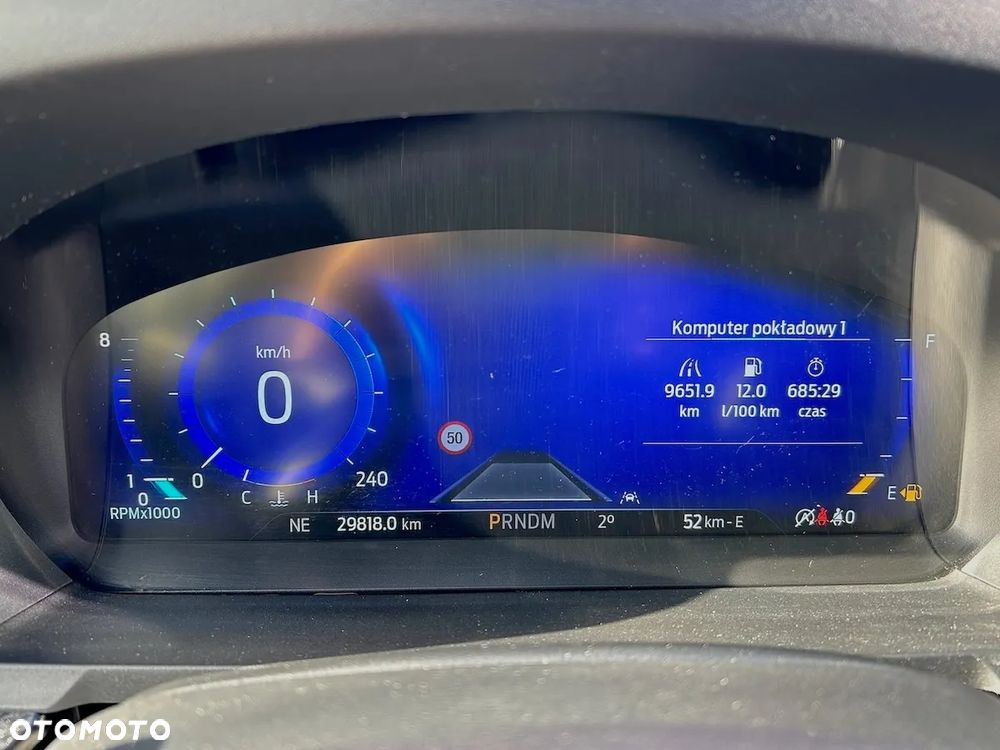 Komputer pokładowy 1
8
F
km/h
0
9651.9 12.0 685:29
km l/100 km czas
50
1 0 240
0 C H E
RPMx1000
NE 29818.0 km PRNDM 2º 52 km - E 0
OTOMOTO